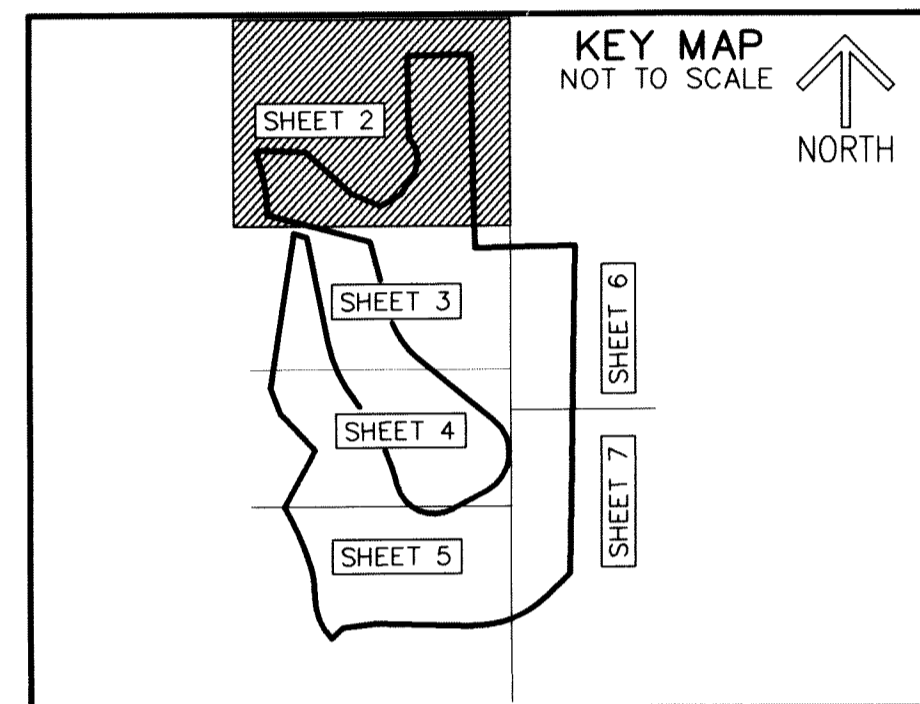 KEY MAP
NOT TO SCALE
NORTH
SHEET 2
SHEET 3
SHEET 6
SHEET 4
SHEET 7
SHEET 5